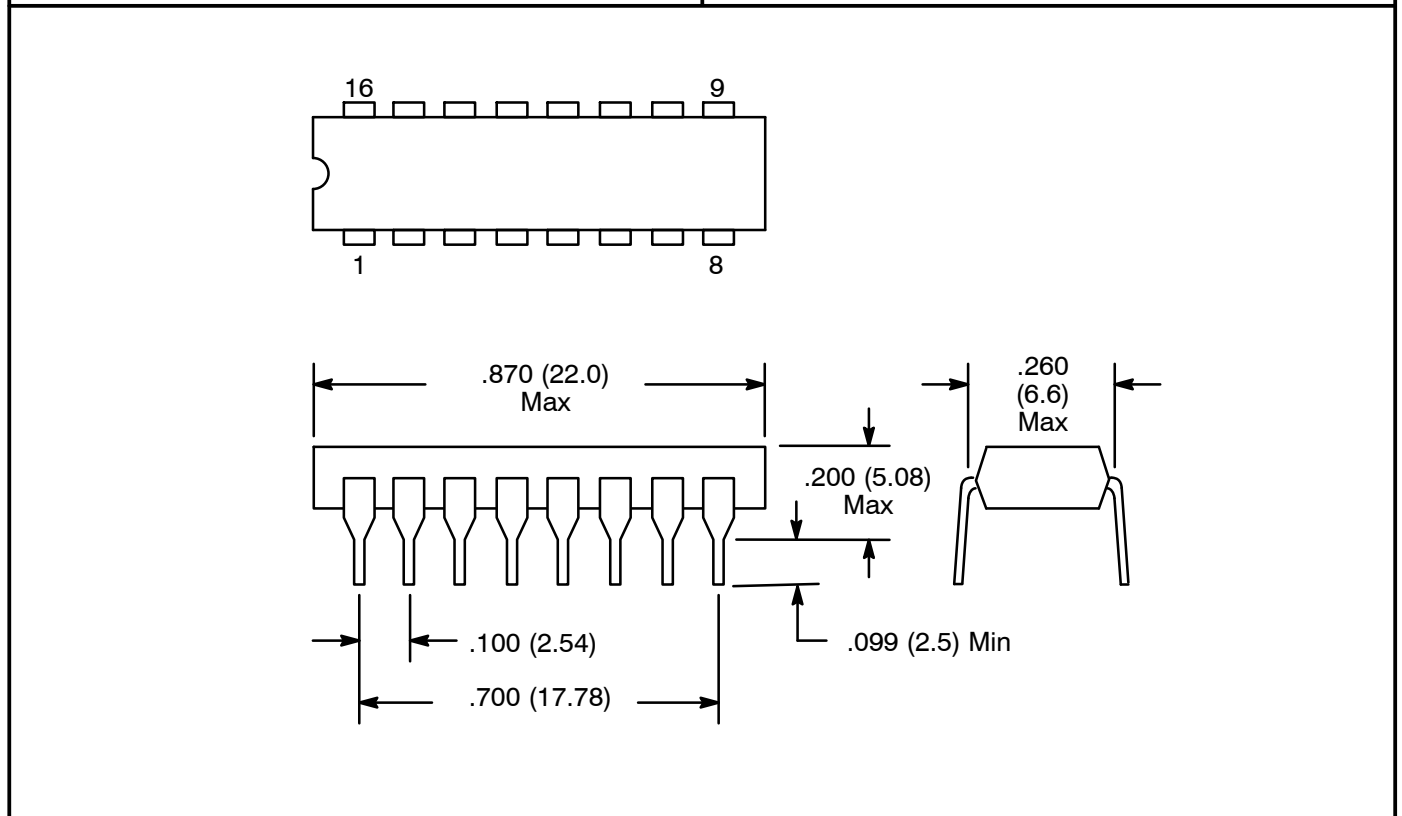 16
9
1
8
.870 (22.0)
Max
.260
(6.6)
Max
.200 (5.08)
Max
.100 (2.54)
.099 (2.5) Min
.700 (17.78)